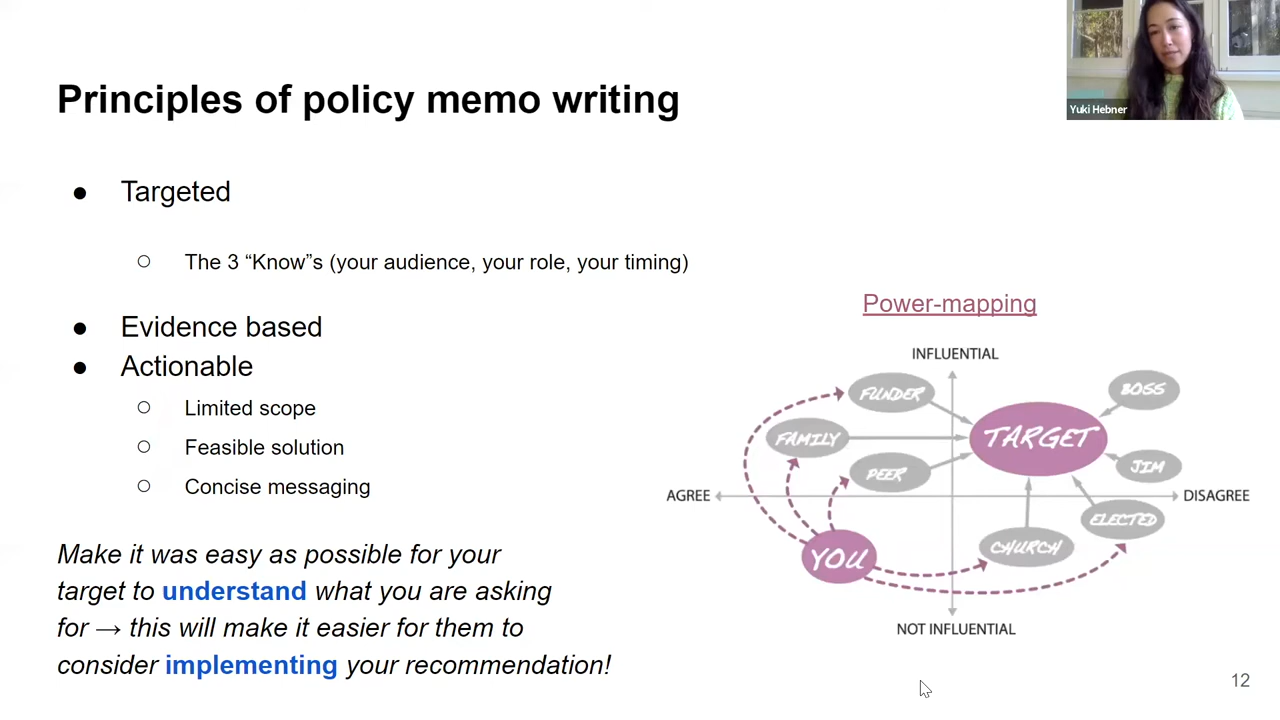 Yuki Hebner
Principles of policy memo writing
● Targeted
○ The 3 “Know”s (your audience, your role, your timing)
● Evidence based
● Actionable
○ Limited scope
○ Feasible solution
○ Concise messaging
Make it was easy as possible for your
target to understand what you are asking
for → this will make it easier for them to
consider implementing your recommendation!
Power-mapping
INFLUENTIAL
FUNDER
BOSS
FAMILY
TARGET
PEER
JIM
AGREE
DISAGREE
ELECTED
CHURCH
YOU
NOT INFLUENTIAL
12